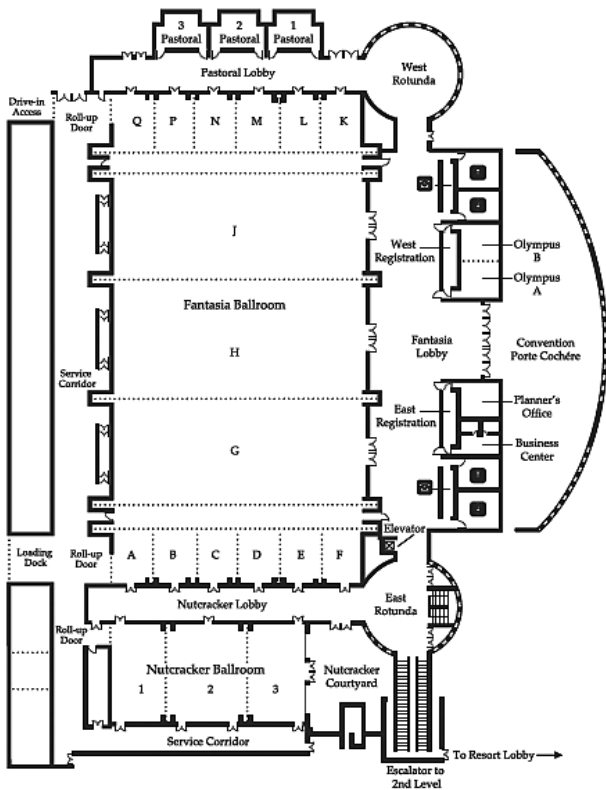 3 2 1
Pastoral Pastoral Pastoral
Pastoral Lobby
West
Rotunda
Drive-in
Access
Roll-up
Door
Q P N M L K
J
West
Registration
Olympus
B
Olympus
A
Fantasia Ballroom
Fantasia
Lobby
Convention
Porte Cochére
H
Service
Corridor
East
Registration
Planner's
Office
Business
Center
G
Elevator
Loading
Dock
Roll-up
Door
A B C D E F
Nutcracker Lobby
East
Rotunda
Roll-up
Door
Nutcracker Ballroom
1 2 3
Nutcracker
Courtyard
Service Corridor
To Resort Lobby
Escalator to
2nd Level